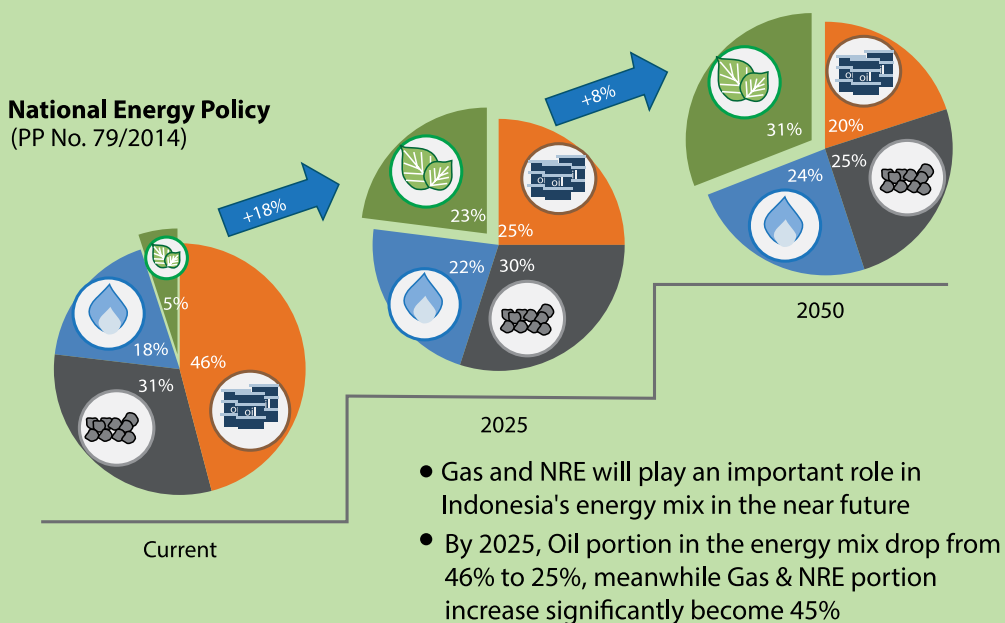 National Energy Policy
(PP No. 79/2014)
+18%
+8%
5%
18%
46%
31%
Current
23%
25%
22%
30%
2025
31%
20%
24%
25%
2050
oil
oil
oil
• Gas and NRE will play an important role in
Indonesia's energy mix in the near future
• By 2025, Oil portion in the energy mix drop from
46% to 25%, meanwhile Gas & NRE portion
increase significantly become 45%